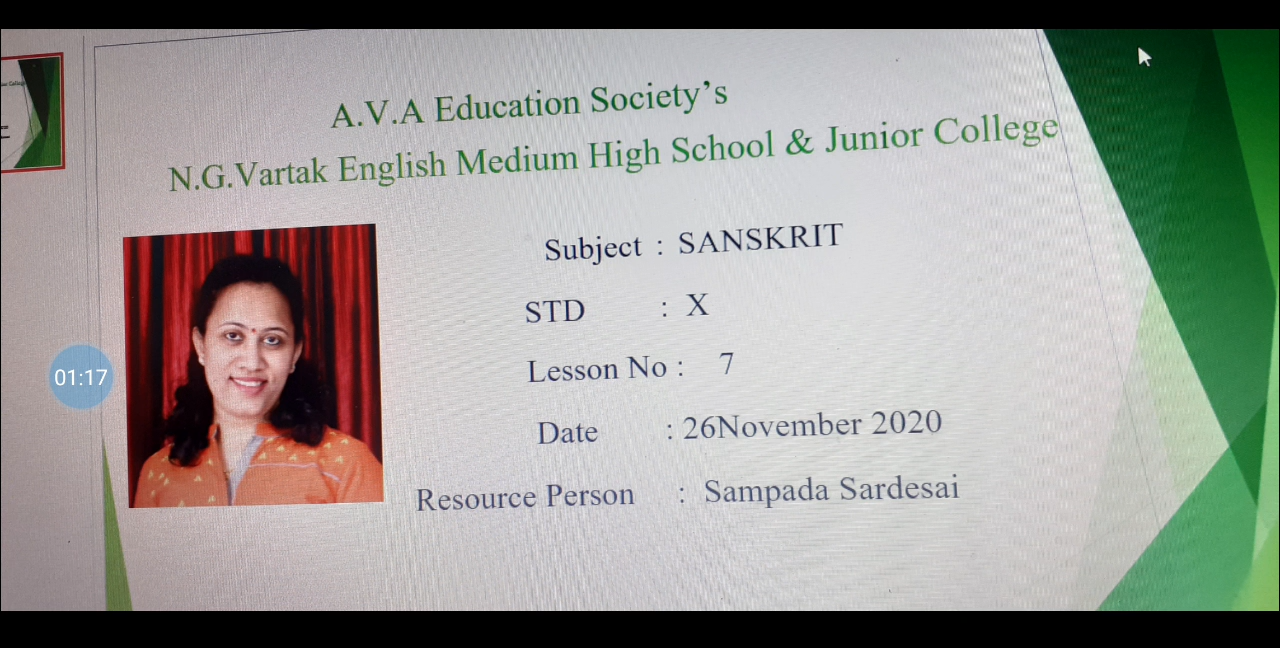 A.V.A Education Society's
N.G.Vartak English Medium High School & Junior College
Subject : SANSKRIT
STD : X
Lesson No : 7
01:17
Date : 26November 2020
Resource Person : Sampada Sardesai